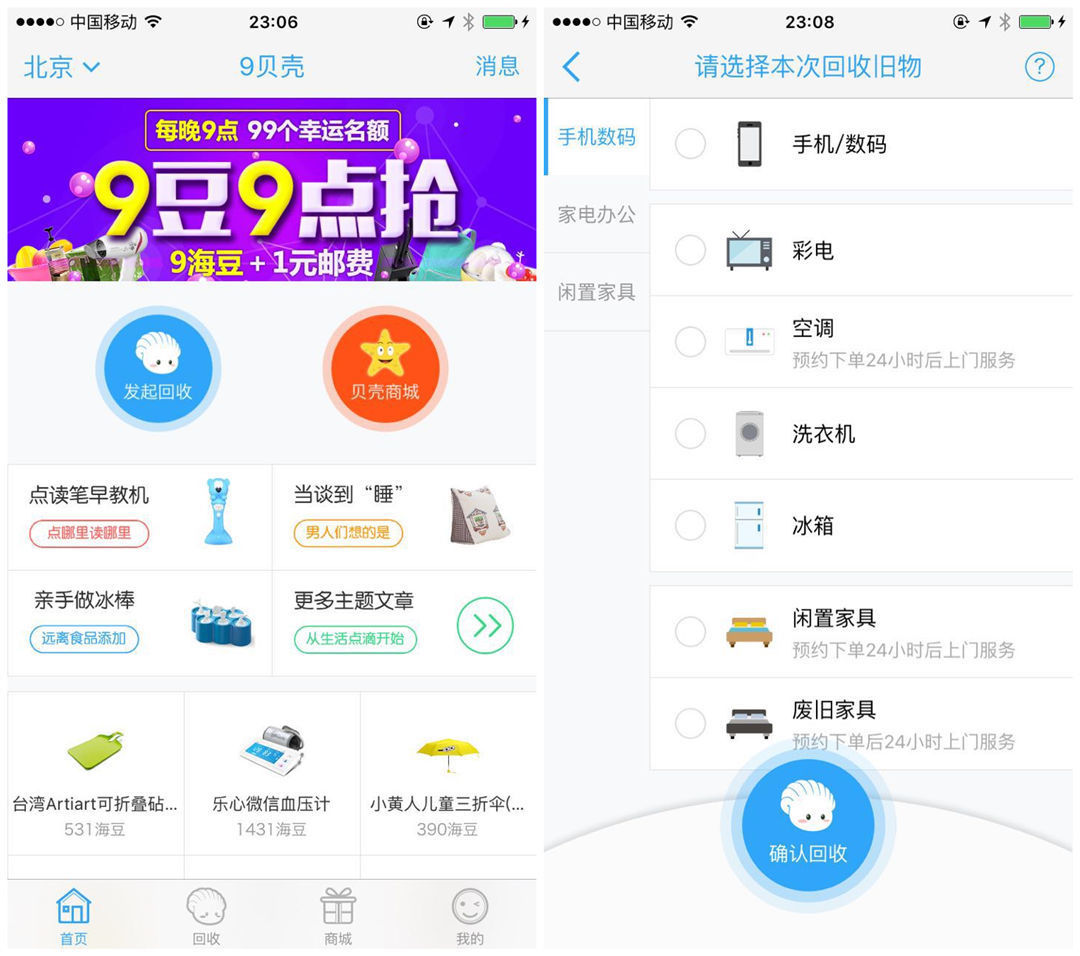 中国移动 23:06
北京 9贝壳 消息
每晚9点 99个幸运名额
9豆9点抢
9海豆+1元邮费
发起回收 贝壳商城
点读笔早教机
点哪里读哪里
当谈到“睡”
男人们想的是
亲手做冰棒
远离食品添加
更多主题文章
从生活点滴开始
台湾Artiart可折叠砧...
531海豆
乐心微信血压计
1431海豆
小黄人儿童三折伞(...
390海豆
首页 回收 商城 我的
中国移动 23:08
请选择本次回收旧物 ?
手机数码
家电办公
闲置家具
手机/数码
彩电
空调
预约下单24小时后上门服务
洗衣机
冰箱
闲置家具
预约下单24小时后上门服务
废旧家具
预约下单后24小时上门服务
确认回收